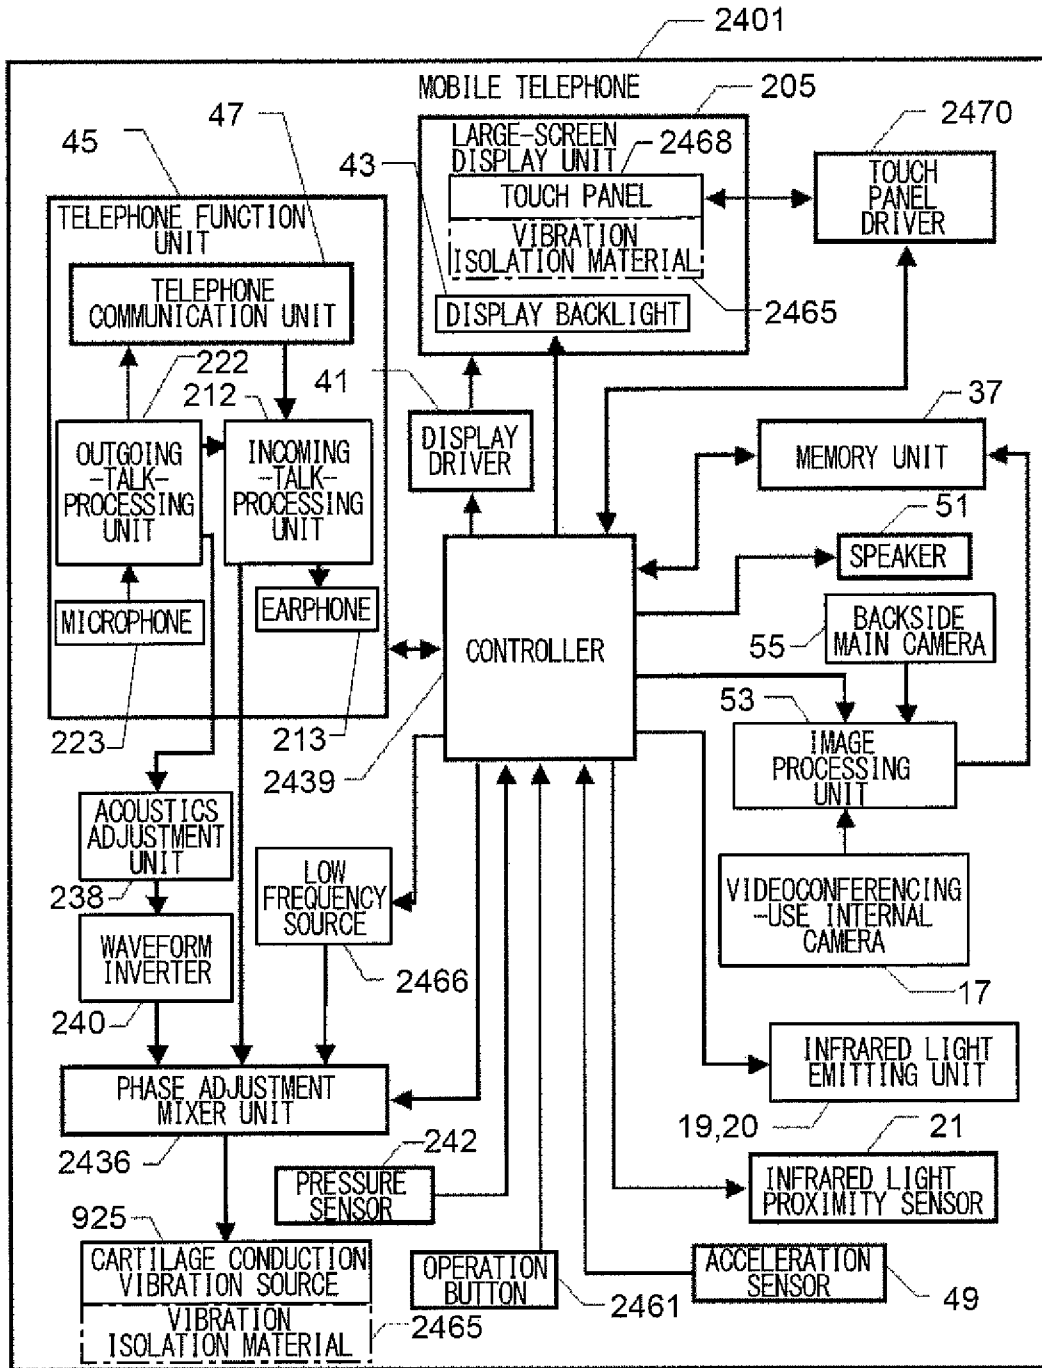 2401
MOBILE TELEPHONE
205
47
2470
45
LARGE-SCREEN
DISPLAY UNIT
2468
43
TOUCH PANEL
TOUCH
PANEL
DRIVER
TELEPHONE FUNCTION
UNIT
VIBRATION
ISOLATION MATERIAL
TELEPHONE
COMMUNICATION UNIT
2465
DISPLAY BACKLIGHT
222
212
41
37
OUTGOING
-TALK-
PROCESSING
UNIT
INCOMING
-TALK-
PROCESSING
UNIT
DISPLAY
DRIVER
MEMORY UNIT
51
SPEAKER
MICROPHONE
EARPHONE
BACKSIDE
MAIN CAMERA
55
CONTROLLER
53
223
213
2439
IMAGE
PROCESSING
UNIT
ACOUSTICS
ADJUSTMENT
UNIT
238
LOW
FREQUENCY
SOURCE
VIDEOCONFERENCING
-USE INTERNAL
CAMERA
WAVEFORM
INVERTER
2466
17
240
INFRARED LIGHT
EMITTING UNIT
PHASE ADJUSTMENT
MIXER UNIT
19,20
2436
242
21
PRESSURE
SENSOR
INFRARED LIGHT
PROXIMITY SENSOR
925
CARTILAGE CONDUCTION
VIBRATION SOURCE
OPERATION
BUTTON
2461
ACCELERATION
SENSOR
49
VIBRATION
ISOLATION MATERIAL
2465